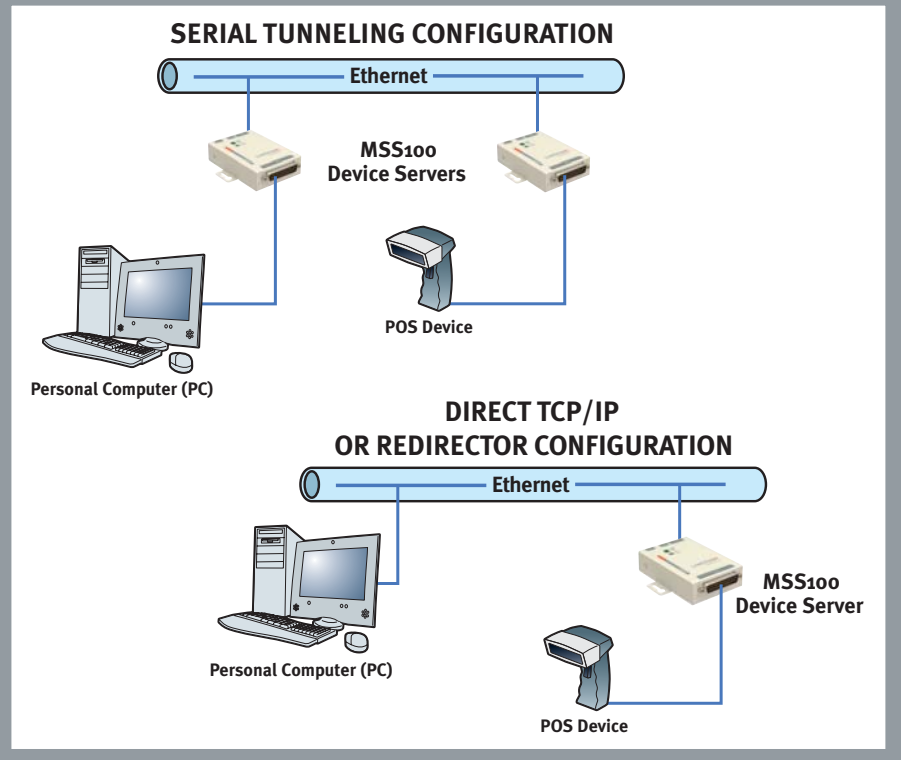 SERIAL TUNNELING CONFIGURATION
Ethernet
MSS100
Device Servers
POS Device
Personal Computer (PC)
DIRECT TCP/IP
OR REDIRECTOR CONFIGURATION
Ethernet
MSS100
Device Server
Personal Computer (PC)
POS Device